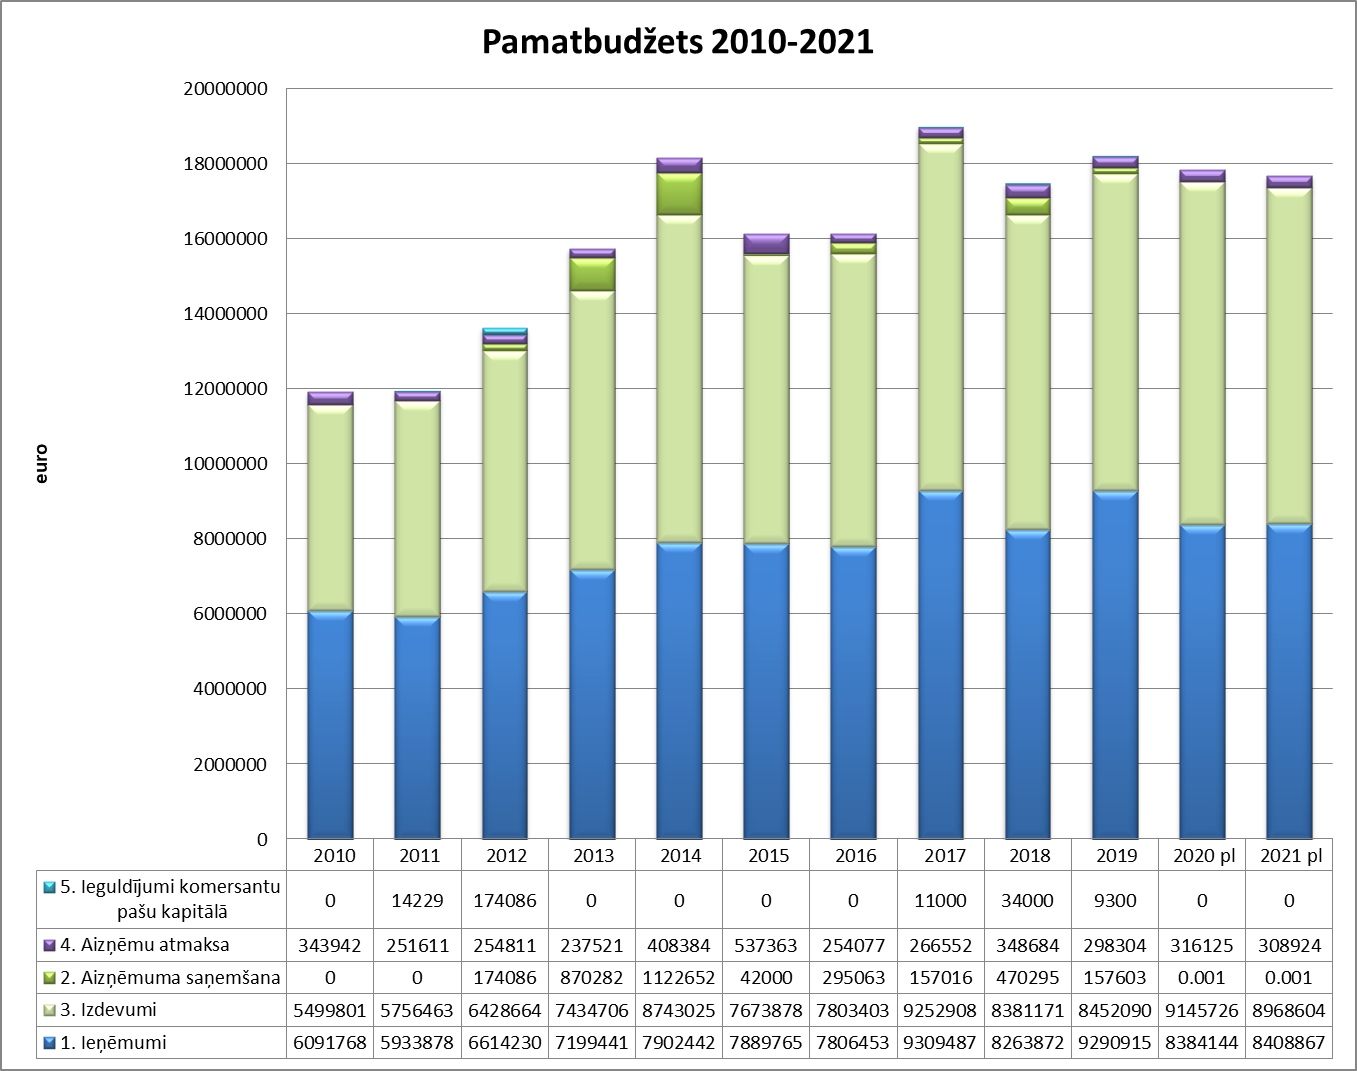 Pamatbudžets 2010-2021
20000000
18000000
16000000
14000000
12000000
10000000
8000000
6000000
4000000
2000000
0
euro
2010 2011 2012 2013 2014 2015 2016 2017 2018 2019 2020 pl 2021 pl
5. Ieguldījumi komersantu
pašu kapitālā 0 14229 174086 0 0 0 0 11000 34000 9300 0 0
4. Aizņēmu atmaksa 343942 251611 254811 237521 408384 537363 254077 266552 348684 298304 316125 308924
2. Aizņēmuma saņemšana 0 0 174086 870282 1122652 42000 295063 157016 470295 157603 0.001 0.001
3. Izdevumi 5499801 5756463 6428664 7434706 8743025 7673878 7803403 9252908 8381171 8452090 9145726 8968604
1. Ieņēmumi 6091768 5933878 6614230 7199441 7902442 7889765 7806453 9309487 8263872 9290915 8384144 8408867